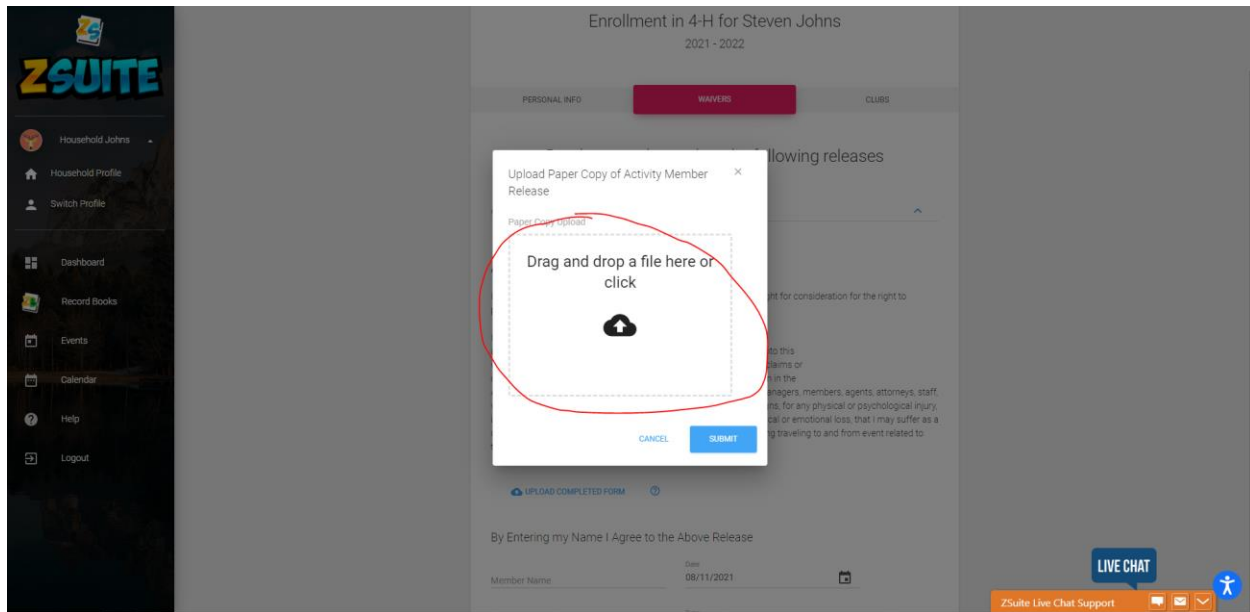 ZSUITE
Household Johns
Household Profile
Switch Profile
Dashboard
Record Books
Events
Calendar
Help
Logout
Enrollment in 4-H for Steven Johns
2021 - 2022
PERSONAL INFO WAIVERS CLUBS
llowing releases
Upload Paper Copy of Activity Member
Release
Paper Copy Upload
Drag and drop a file here or
click
CANCEL SUBMIT
ht for consideration for the right to
to this
claims or
in the
anagers, members, agents, attorneys, staff,
ns, for any physical or psychological injury,
cal or emotional loss, that I may suffer as a
g traveling to and from event related to
UPLOAD COMPLETED FORM
By Entering my Name I Agree to the Above Release
Member Name
Date
08/11/2021
LIVE CHAT
ZSuite Live Chat Support